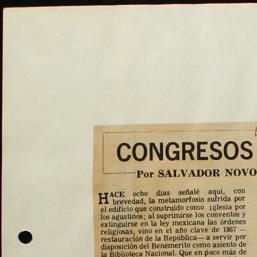 CONGRESOS
Por SALVADOR NOVO
HACE ocho días señalé aquí, con
brevedad, la metamorfosis sufrida por
el edificio que construido como iglesia por
los agustinos; al suprimirse los conventos y
extinguirse en la ley mexicana las órdenes
religiosas, vino en el año clave de 1867 —
restauración de la República— a servir por
disposición del Benemérito como asiento de
la Biblioteca Nacional. Que en poco más de